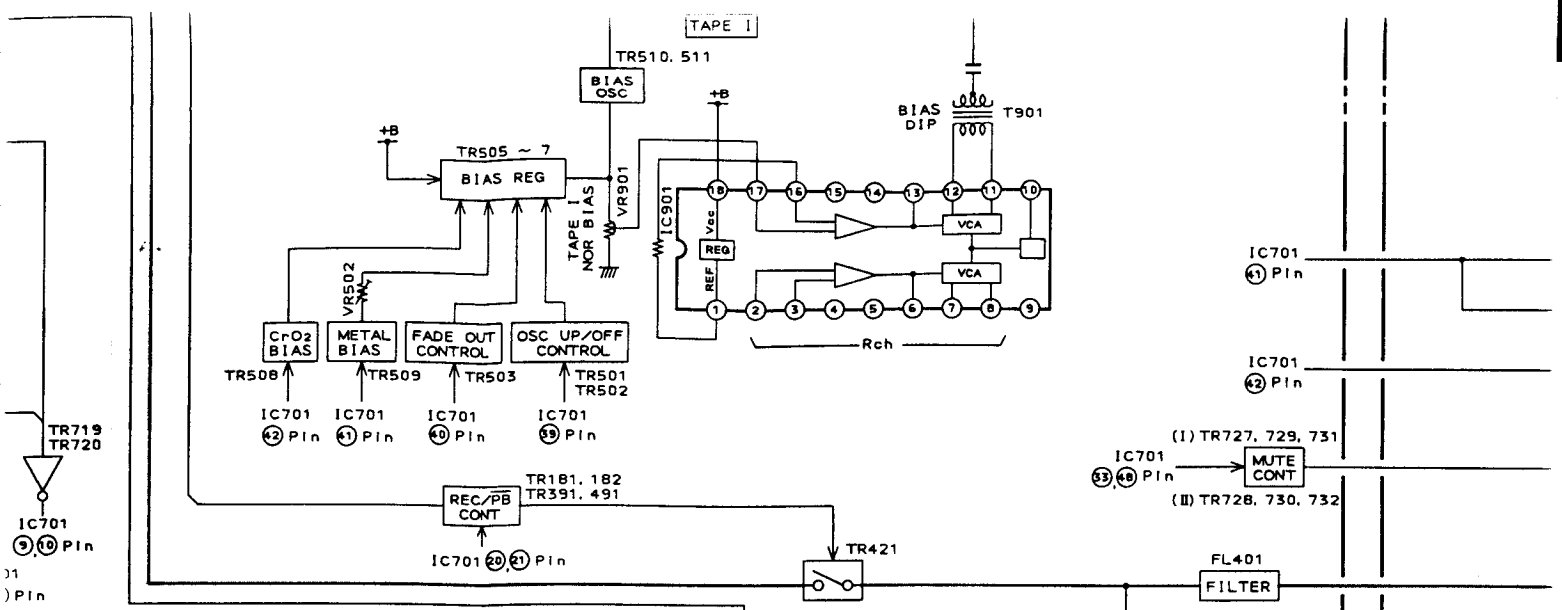 TAPE I
TR510, 511
BIAS
OSC
+B
BIAS
DIP
T901
+B
TR505 ~ 7
BIAS REG
TAPE I
NOR BIAS
VR901
IC901
18 17 16 15 14 13 12 11 10
Vcc
REG
REF
VCA
VCA
1 2 3 4 5 6 7 8 9
Rch
VR502
CrO2
BIAS
METAL
BIAS
FADE OUT
CONTROL
OSC UP/OFF
CONTROL
TR508
TR509
TR503
TR501
TR502
IC701
42 Pin
IC701
41 Pin
IC701
40 Pin
IC701
39 Pin
IC701
41 Pin
IC701
42 Pin
TR719
TR720
IC701
9, 10 Pin
01
) Pin
REC/P̅B̅
CONT
TR181, 182
TR391, 491
IC701 20, 21 Pin
TR421
(I) TR727, 729, 731
IC701
33, 48 Pin
MUTE
CONT
(II) TR728, 730, 732
FL401
FILTER